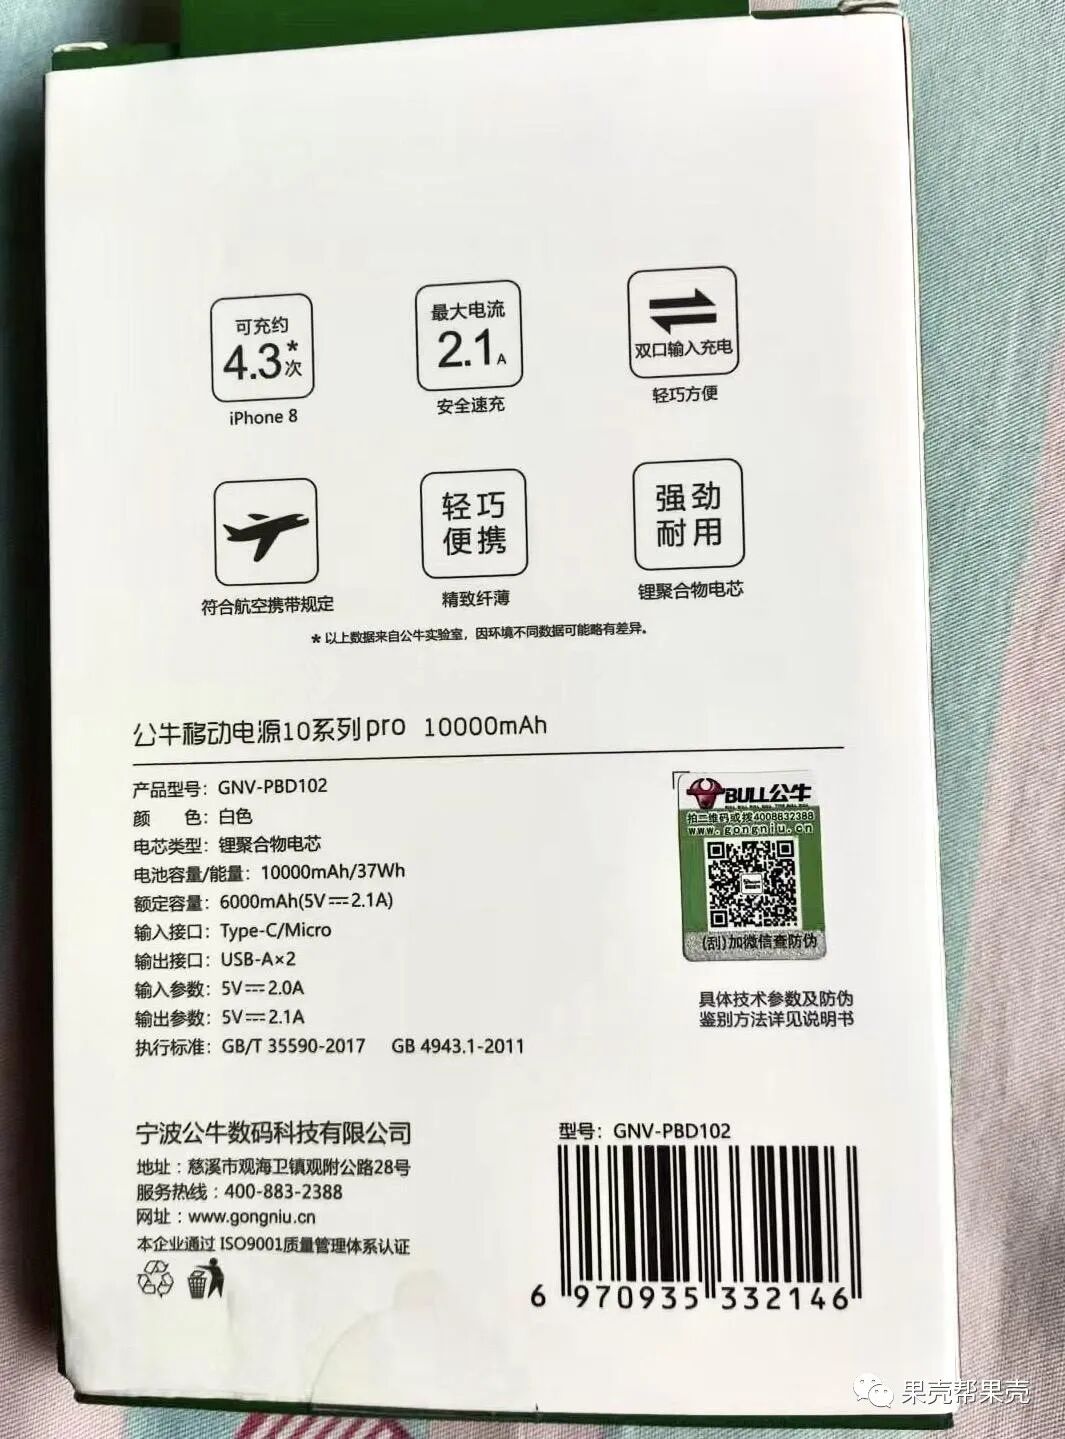 可充约
4.3*次
iPhone 8
最大电流
2.1A
安全速充
双口输入充电
轻巧方便
符合航空携带规定
轻巧
便携
精致纤薄
强劲
耐用
锂聚合物电芯
* 以上数据来自公牛实验室，因环境不同数据可能略有差异。
公牛移动电源10系列pro 10000mAh
产品型号：GNV-PBD102
颜 色：白色
电芯类型：锂聚合物电芯
电池容量/能量：10000mAh/37Wh
额定容量：6000mAh(5V⎓2.1A)
输入接口：Type-C/Micro
输出接口：USB-A×2
输入参数：5V⎓2.0A
输出参数：5V⎓2.1A
执行标准：GB/T 35590-2017 GB 4943.1-2011
BULL公牛
拍二维码或拨4008832388
www.gongniu.cn
(刮)加微信查防伪
具体技术参数及防伪
鉴别方法详见说明书
宁波公牛数码科技有限公司
地址：慈溪市观海卫镇观附公路28号
服务热线：400-883-2388
网址：www.gongniu.cn
本企业通过 ISO9001质量管理体系认证
型号：GNV-PBD102
6 970935 332146
果壳帮果壳